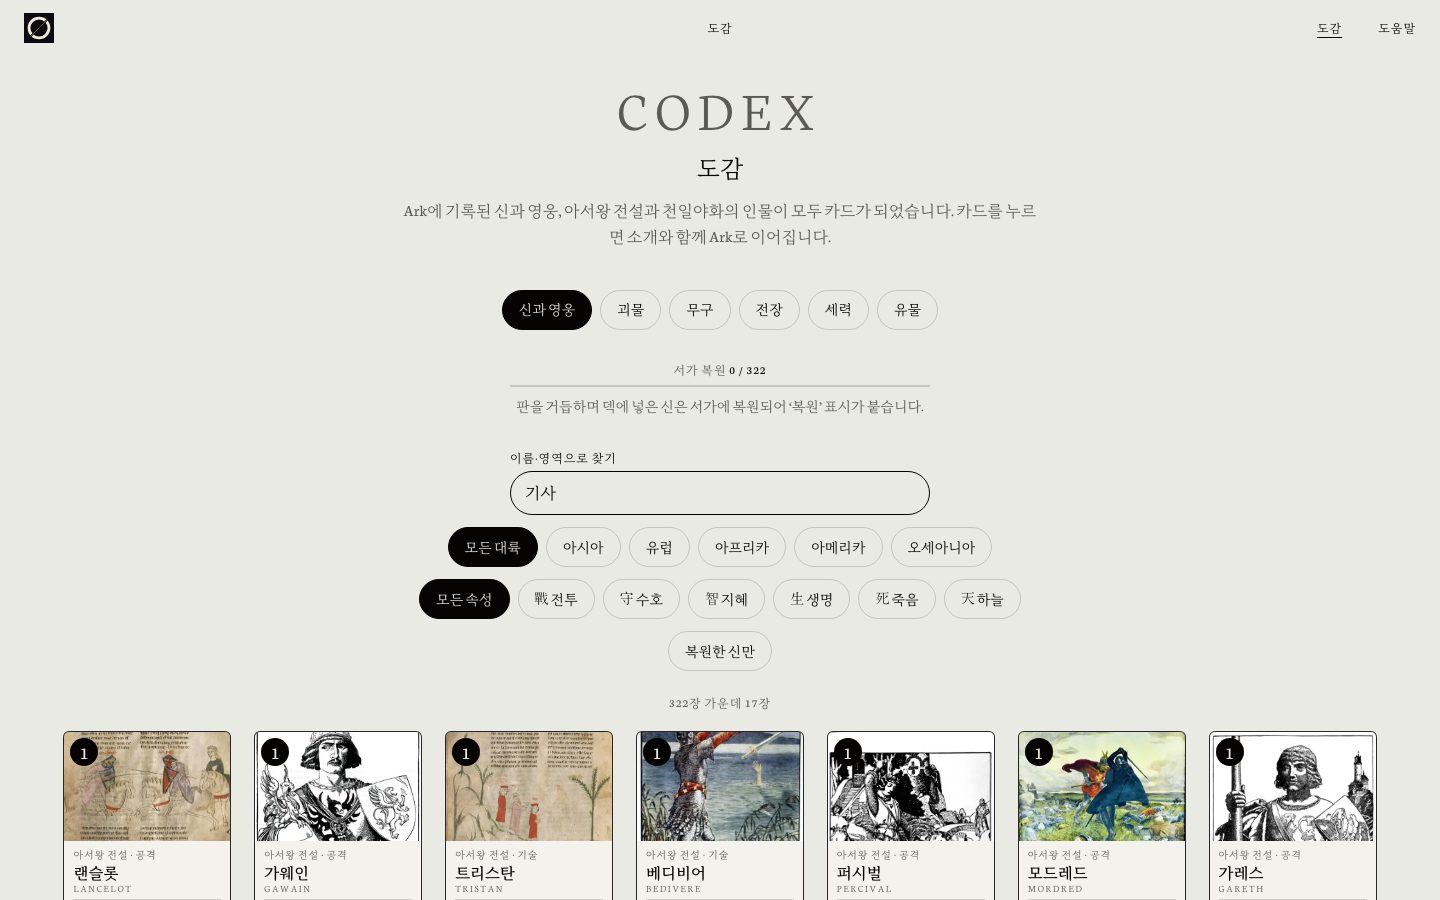 도감
도감
도움말
CODEX
도감
Ark에 기록된 신과 영웅, 아서왕 전설과 천일야화의 인물이 모두 카드가 되었습니다. 카드를 누르
면 소개와 함께 Ark로 이어집니다.
신과 영웅
괴물
무구
전장
세력
유물
서가 복원 0 / 322
판을 거듭하며 덱에 넣은 신은 서가에 복원되어 ‘복원’ 표시가 붙습니다.
이름·영역으로 찾기
기사
모든 대륙
아시아
유럽
아프리카
아메리카
오세아니아
모든 속성
戰 전투
守 수호
智 지혜
生 생명
死 죽음
天 하늘
복원한 신만
322장 가운데 17장
1
아서왕 전설 · 공격
랜슬롯
LANCELOT
1
아서왕 전설 · 공격
가웨인
GAWAIN
1
아서왕 전설 · 기술
트리스탄
TRISTAN
1
아서왕 전설 · 기술
베디비어
BEDIVERE
1
아서왕 전설 · 공격
퍼시벌
PERCIVAL
1
아서왕 전설 · 공격
모드레드
MORDRED
1
아서왕 전설 · 공격
가레스
GARETH